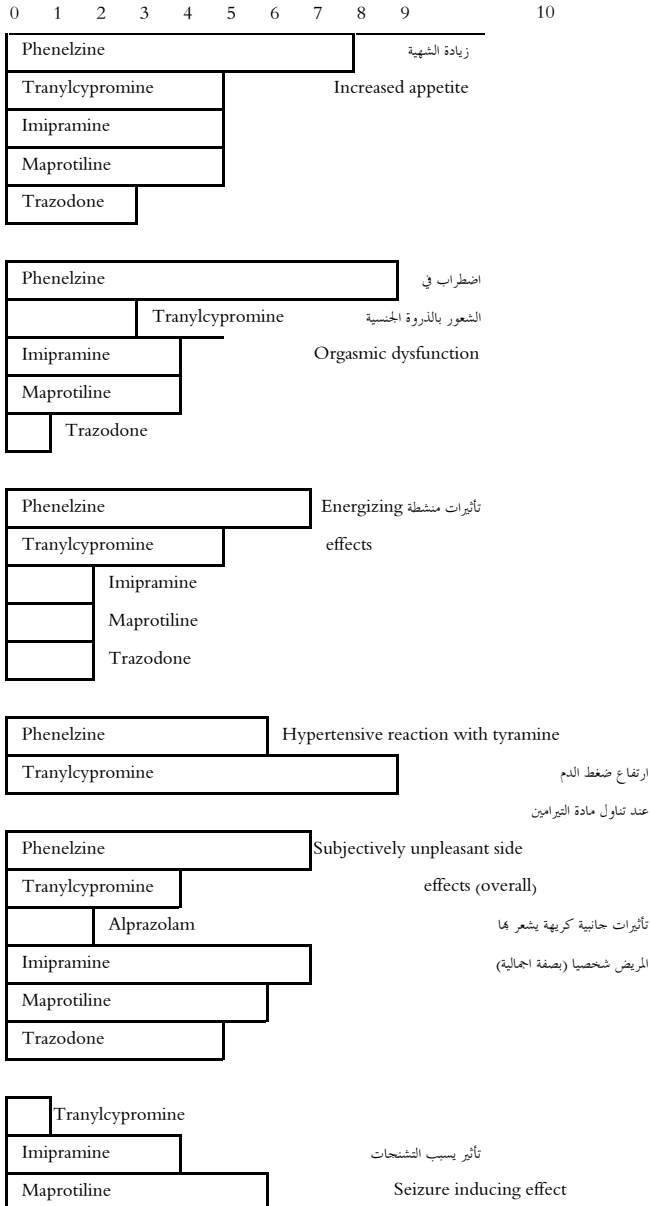 0 1 2 3 4 5 6 7 8 9 10
Phenelzine زيادة الشهية
Tranylcypromine Increased appetite
Imipramine
Maprotiline
Trazodone
Phenelzine اضطراب في
Tranylcypromine الشعور بالذروة الجنسية
Imipramine Orgasmic dysfunction
Maprotiline
Trazodone
Phenelzine Energizing تأثيرات منشطة
Tranylcypromine effects
Imipramine
Maprotiline
Trazodone
Phenelzine Hypertensive reaction with tyramine
Tranylcypromine ارتفاع ضغط الدم
عند تناول مادة التيرامين
Phenelzine Subjectively unpleasant side
Tranylcypromine effects (overall)
Alprazolam تأثيرات جانبية كريهة يشعر بها
Imipramine المريض شخصيا (بصفة اجمالية)
Maprotiline
Trazodone
Tranylcypromine
Imipramine تأثير يسبب التشنجات
Maprotiline Seizure inducing effect